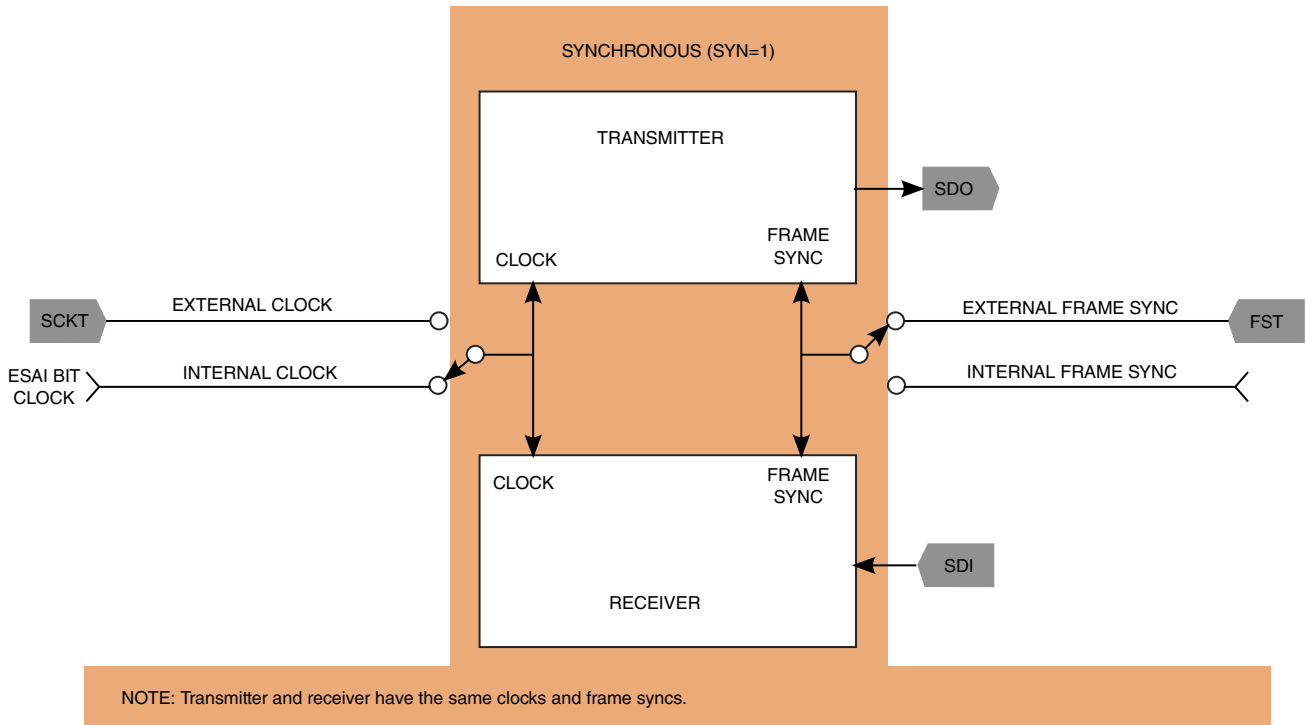 SYNCHRONOUS (SYN=1)
TRANSMITTER
SDO
FRAME
SYNC
CLOCK
EXTERNAL CLOCK
SCKT
EXTERNAL FRAME SYNC
FST
ESAI BIT
CLOCK
INTERNAL CLOCK
INTERNAL FRAME SYNC
CLOCK
FRAME
SYNC
SDI
RECEIVER
NOTE: Transmitter and receiver have the same clocks and frame syncs.